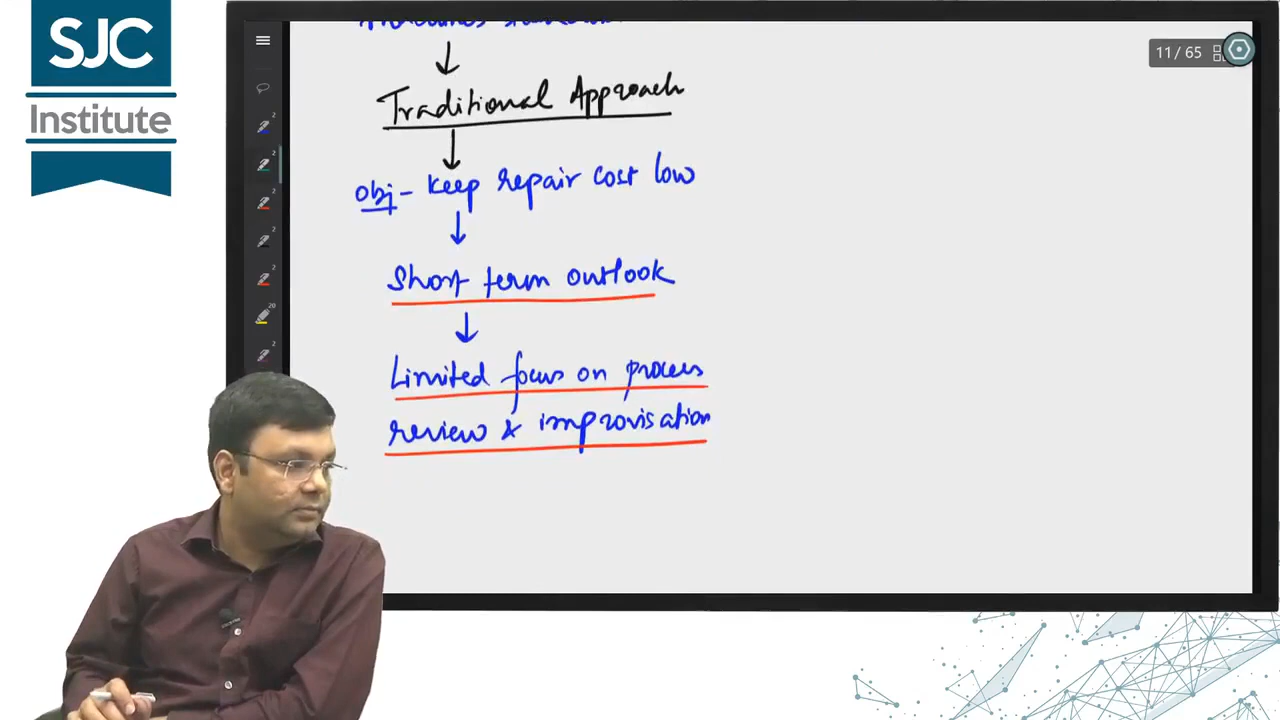 SJC
Institute
11 / 65
Traditional Approach
Obj - Keep repair cost low
Short term outlook
Limited focus on process
review & improvisation